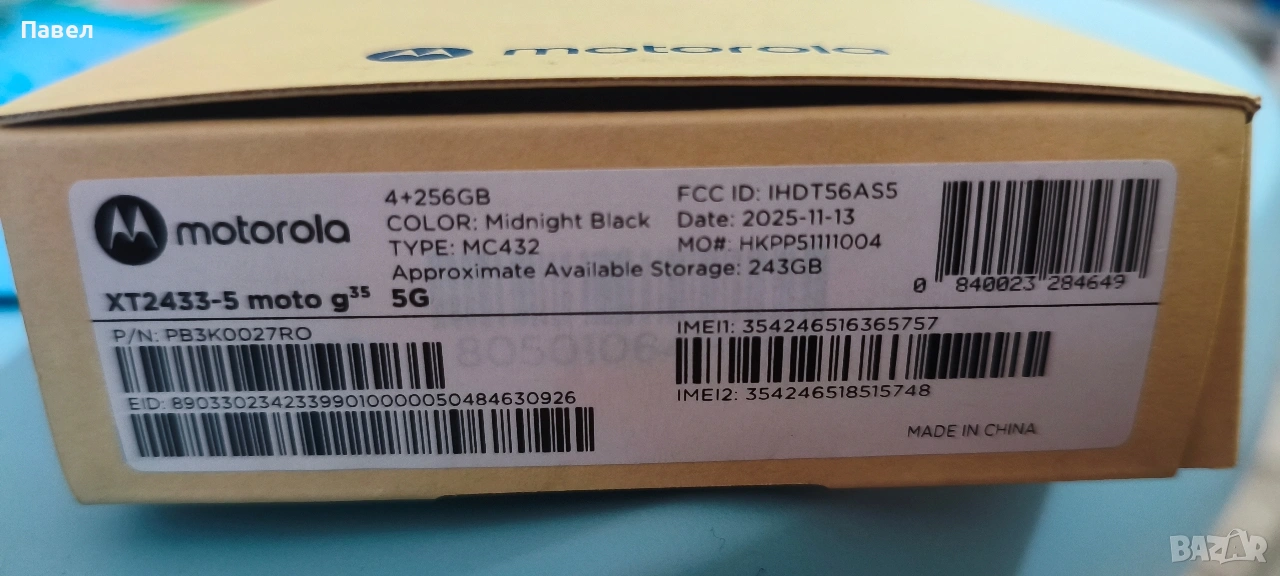 Павел
motorola
motorola
4+256GB
COLOR: Midnight Black
TYPE: MC432
Approximate Available Storage: 243GB
FCC ID: IHDT56AS5
Date: 2025-11-13
MO#: HKPP51111004
0 840023 284649
XT2433-5 moto g³⁵ 5G
P/N: PB3K0027RO
EID: 89033023423399010000050484630926
IMEI1: 354246516365757
IMEI2: 354246518515748
MADE IN CHINA
BAZAR